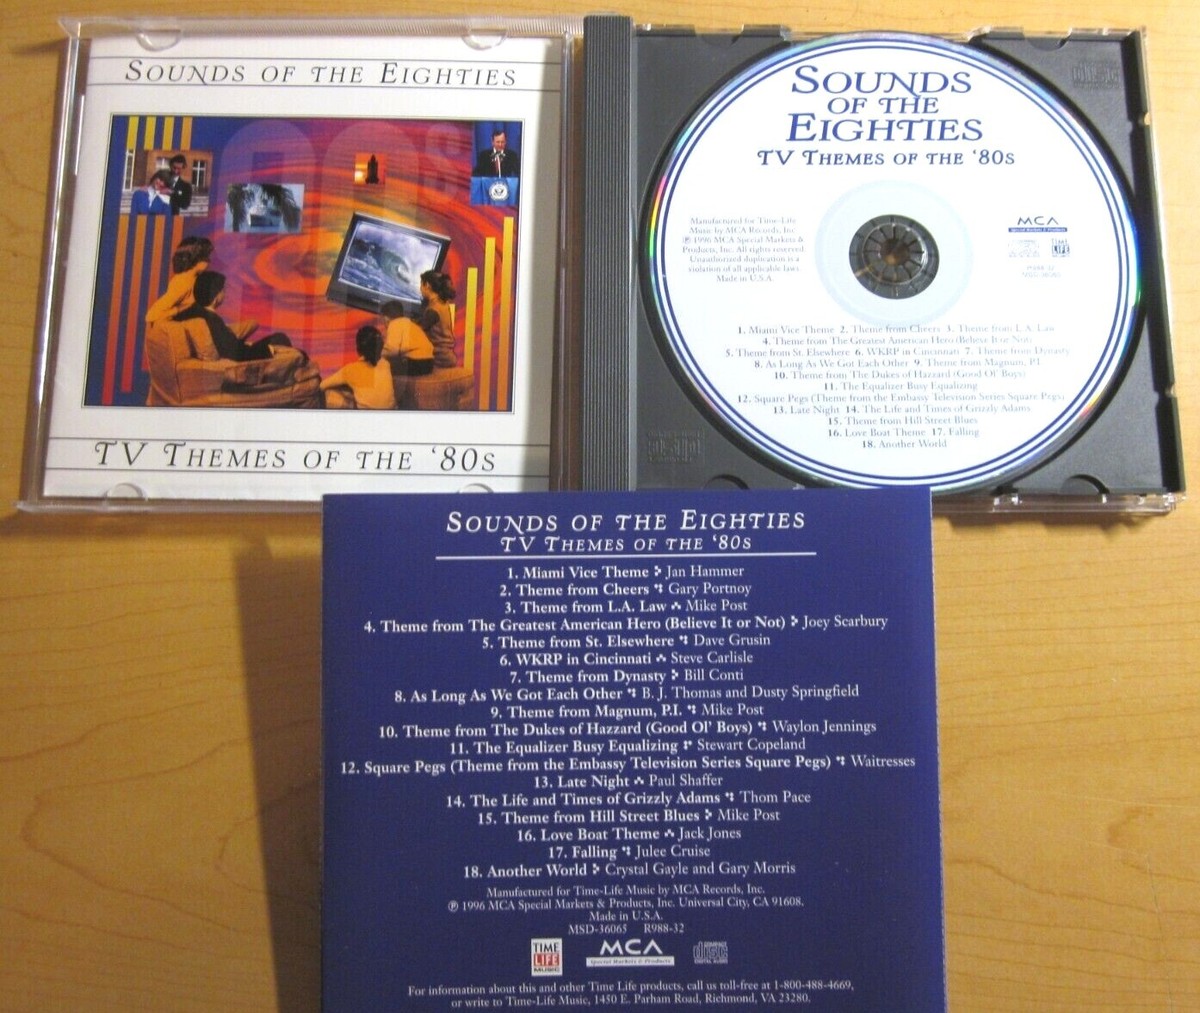 SOUNDS OF THE EIGHTIES
TV THEMES OF THE '80S
SOUNDS
OF THE
EIGHTIES
TV THEMES OF THE '80S
Manufactured for Time-Life
Music by MCA Records, Inc.
℗ 1996 MCA Special Markets &
Products, Inc. All rights reserved.
Unauthorized duplication is a
violation of all applicable laws.
Made in U.S.A.
MCA
Special Markets & Products
TIME
LIFE
R988-32
MSD-36065
1. Miami Vice Theme 2. Theme from Cheers 3. Theme from L.A. Law
4. Theme from The Greatest American Hero (Believe It or Not)
5. Theme from St. Elsewhere 6. WKRP in Cincinnati 7. Theme from Dynasty
8. As Long As We Got Each Other 9. Theme from Magnum, P.I.
10. Theme from The Dukes of Hazzard (Good Ol' Boys)
11. The Equalizer Busy Equalizing
12. Square Pegs (Theme from the Embassy Television Series Square Pegs)
13. Late Night 14. The Life and Times of Grizzly Adams
15. Theme from Hill Street Blues
16. Love Boat Theme 17. Falling
18. Another World
SOUNDS OF THE EIGHTIES
TV THEMES OF THE '80S
1. Miami Vice Theme Jan Hammer
2. Theme from Cheers Gary Portnoy
3. Theme from L.A. Law Mike Post
4. Theme from The Greatest American Hero (Believe It or Not) Joey Scarbury
5. Theme from St. Elsewhere Dave Grusin
6. WKRP in Cincinnati Steve Carlisle
7. Theme from Dynasty Bill Conti
8. As Long As We Got Each Other B. J. Thomas and Dusty Springfield
9. Theme from Magnum, P.I. Mike Post
10. Theme from The Dukes of Hazzard (Good Ol' Boys) Waylon Jennings
11. The Equalizer Busy Equalizing Stewart Copeland
12. Square Pegs (Theme from the Embassy Television Series Square Pegs) Waitresses
13. Late Night Paul Shaffer
14. The Life and Times of Grizzly Adams Thom Pace
15. Theme from Hill Street Blues Mike Post
16. Love Boat Theme Jack Jones
17. Falling Julee Cruise
18. Another World Crystal Gayle and Gary Morris
Manufactured for Time-Life Music by MCA Records, Inc.
℗ 1996 MCA Special Markets & Products, Inc. Universal City, CA 91608.
Made in U.S.A.
MSD-36065 R988-32
TIME
LIFE
MUSIC
MCA
Special Markets & Products
COMPACT
disc
DIGITAL AUDIO
For information about this and other Time Life products, call us toll-free at 1-800-488-4669,
or write to Time-Life Music, 1450 E. Parham Road, Richmond, VA 23280.